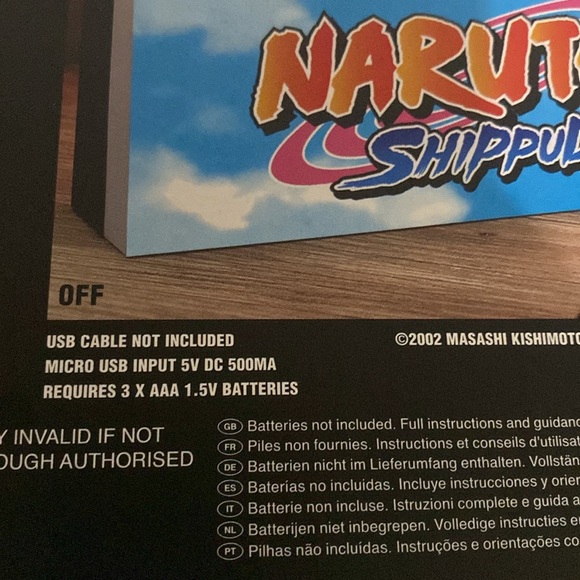 NARUT
SHIPPUD
OFF
USB CABLE NOT INCLUDED
©2002 MASASHI KISHIMOTO
MICRO USB INPUT 5V DC 500MA
REQUIRES 3 X AAA 1.5V BATTERIES
Y INVALID IF NOT
OUGH AUTHORISED
GB Batteries not included. Full instructions and guidanc
FR Piles non fournies. Instructions et conseils d'utilisat
DE Batterien nicht im Lieferumfang enthalten. Vollstän
ES Baterías no incluidas. Incluye instrucciones y orien
IT Batterie non incluse. Istruzioni complete e guida a
NL Batterijen niet inbegrepen. Volledige instructies e
PT Pilhas não incluídas. Instruções e orientações co